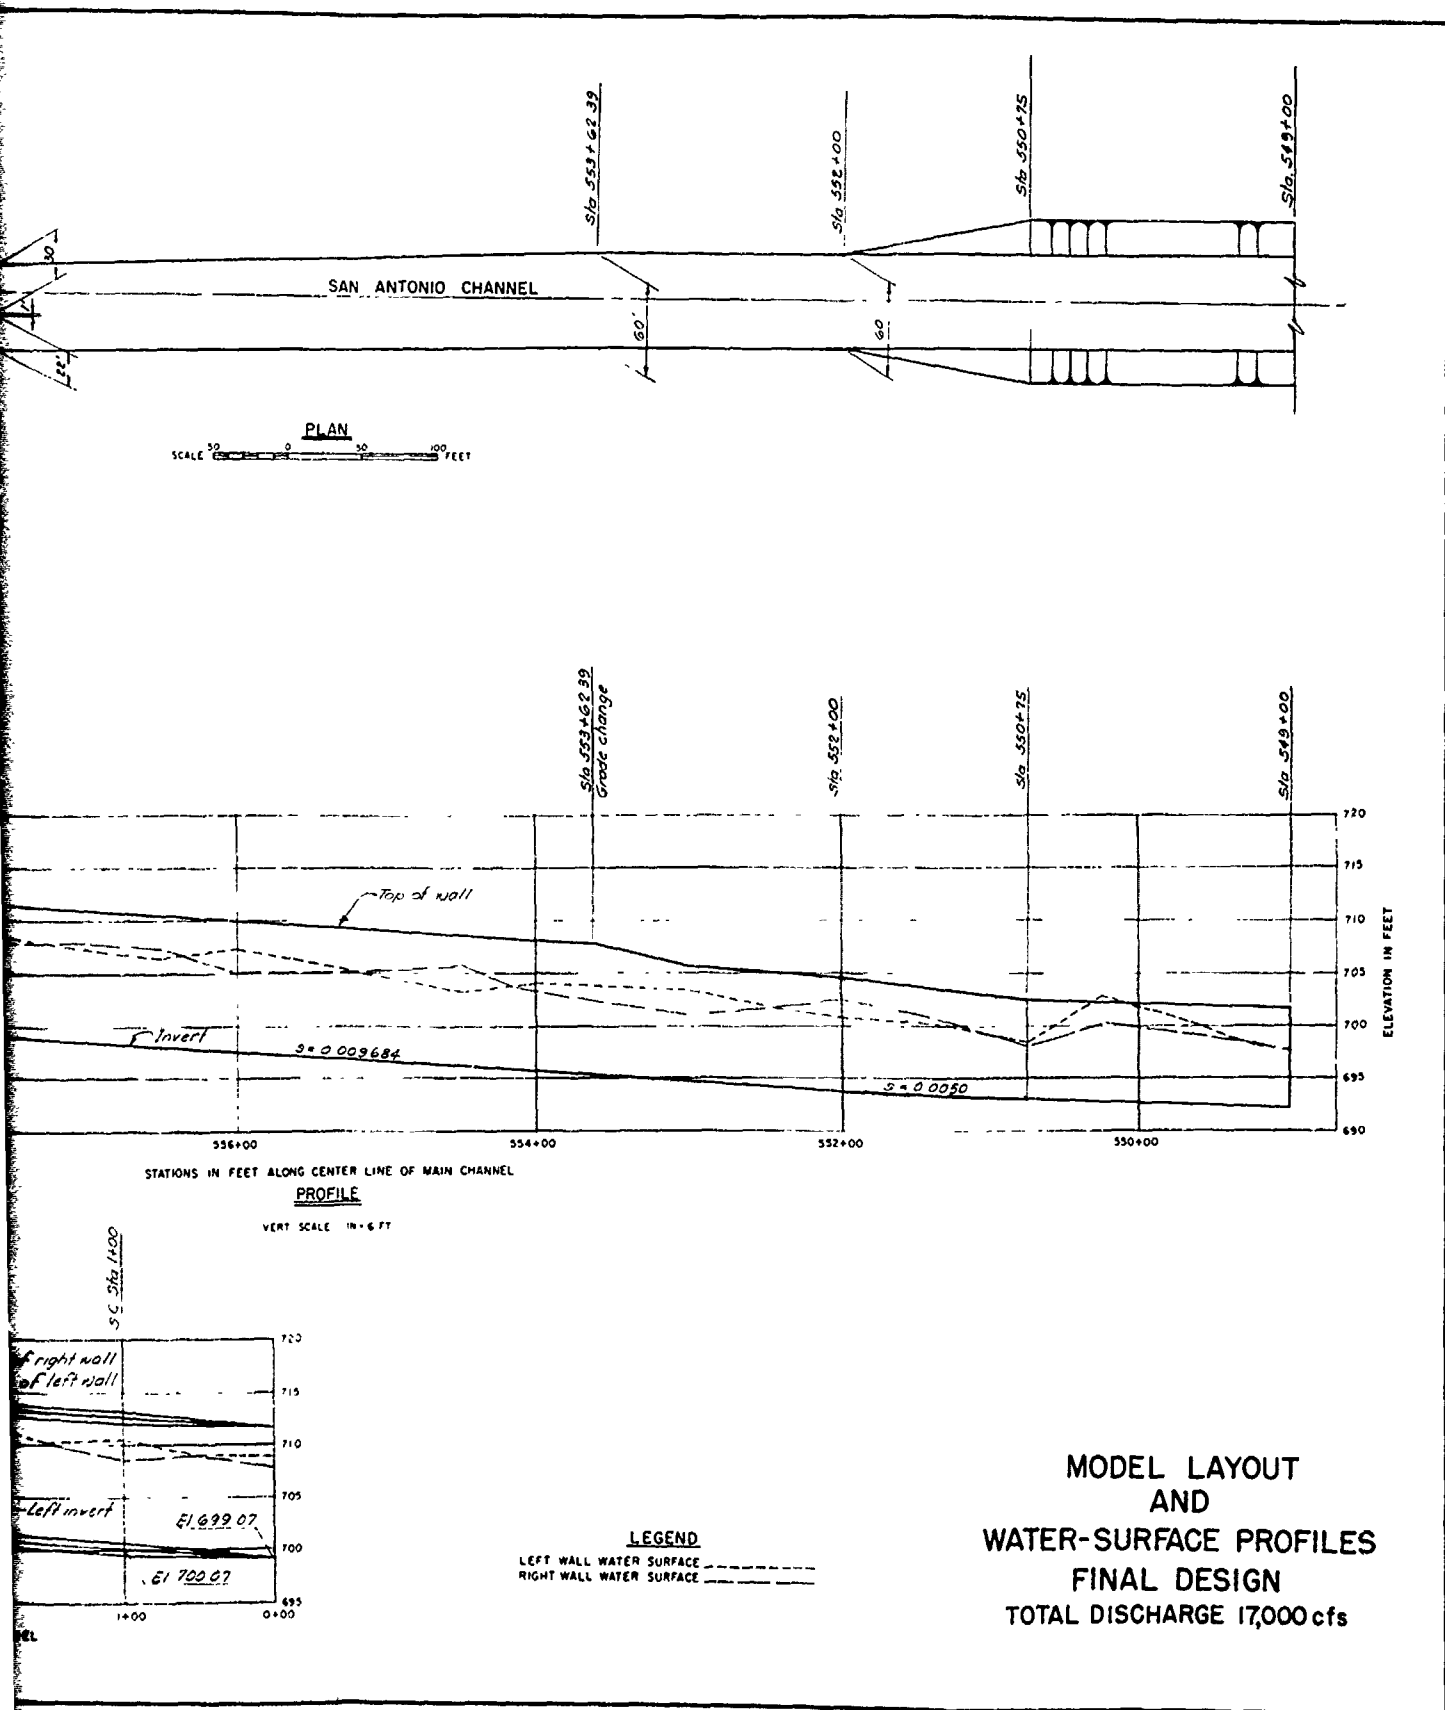 Sta 553+62 39
Sta 552+00
Sta 550+75
Sta. 549+00
30
SAN ANTONIO CHANNEL
60'
60
22'
PLAN
SCALE 50 0 50 100 FEET
Sta 553+62 39
Grade change
Sta 552+00
Sta 550+75
Sta 549+00
720
715
Top of wall
710
705
700
Invert
S=0 009684
695
S=0.0050
690
ELEVATION IN FEET
556+00 554+00 552+00 550+00
STATIONS IN FEET ALONG CENTER LINE OF MAIN CHANNEL
PROFILE
VERT SCALE IN=6 FT
SC Sta 1+00
720
f right wall
of left wall
715
710
705
Left invert
El 699 07
700
El 700.07
695
1+00 0+00
EL
LEGEND
LEFT WALL WATER SURFACE
RIGHT WALL WATER SURFACE
MODEL LAYOUT
AND
WATER-SURFACE PROFILES
FINAL DESIGN
TOTAL DISCHARGE 17,000 cfs